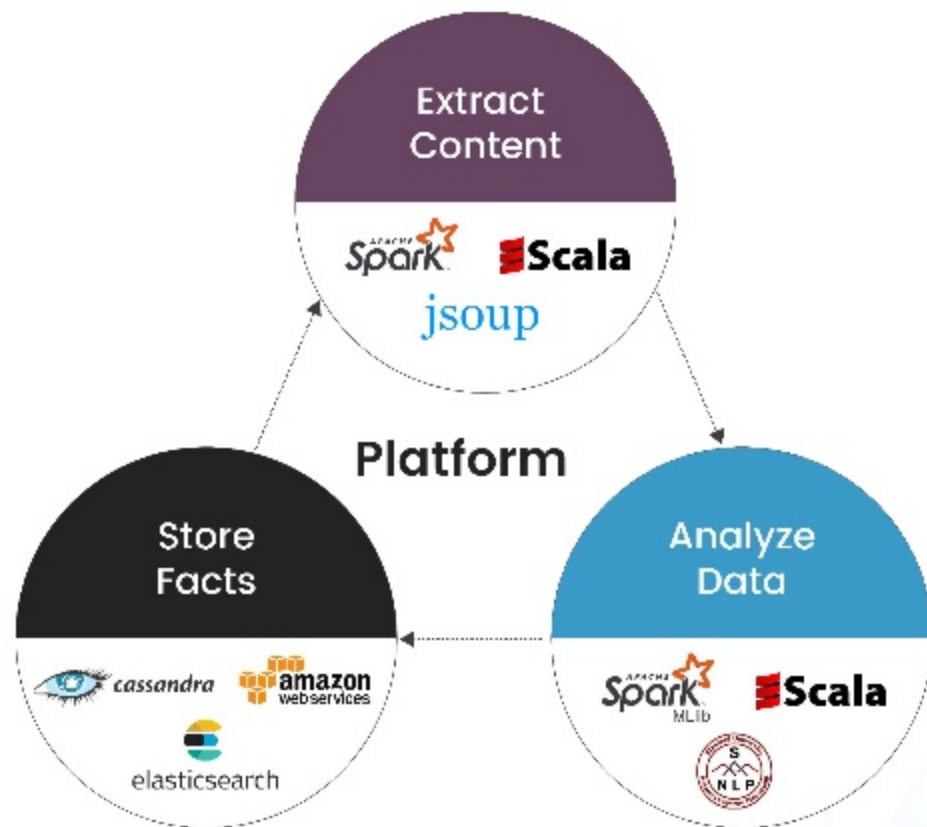 Extract
Content
APACHE
Spark
Scala
jsoup
Platform
Store
Facts
Analyze
Data
cassandra
amazon
webservices
elasticsearch
APACHE
Spark
MLlib
Scala
S
NLP